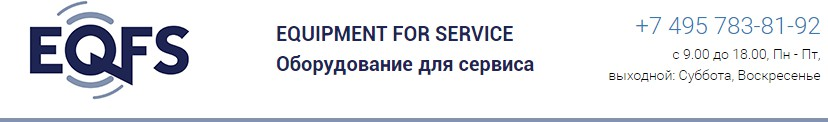 EQFS
EQUIPMENT FOR SERVICE
Оборудование для сервиса
+7 495 783-81-92
с 9.00 до 18.00, Пн - Пт,
выходной: Суббота, Воскресенье